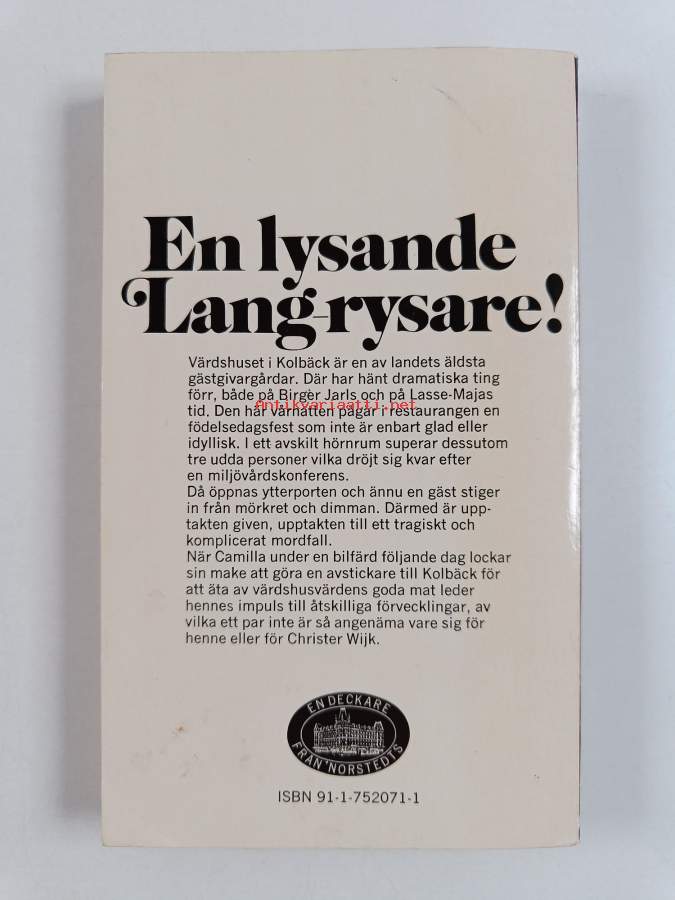 En lysande
Lang-rysare!
Värdshuset i Kolbäck är en av landets äldsta
gästgivargårdar. Där har hänt dramatiska ting
förr, både på Birger Jarls och på Lasse-Majas
tid. Den här vårnatten pågår i restaurangen en
antikvariaatti.net
födelsedagsfest som inte är enbart glad eller
idyllisk. I ett avskilt hörnrum superar dessutom
tre udda personer vilka dröjt sig kvar efter
en miljövårdskonferens.
Då öppnas ytterporten och ännu en gäst stiger
in från mörkret och dimman. Därmed är upp-
takten given, upptakten till ett tragiskt och
komplicerat mordfall.
När Camilla under en bilfärd följande dag lockar
sin make att göra en avstickare till Kolbäck för
att äta av värdshusvärdens goda mat leder
hennes impuls till åtskilliga förvecklingar, av
vilka ett par inte är så angenäma vare sig för
henne eller för Christer Wijk.
EN DECKARE
FRÅN NORSTEDTS
ISBN 91-1-752071-1